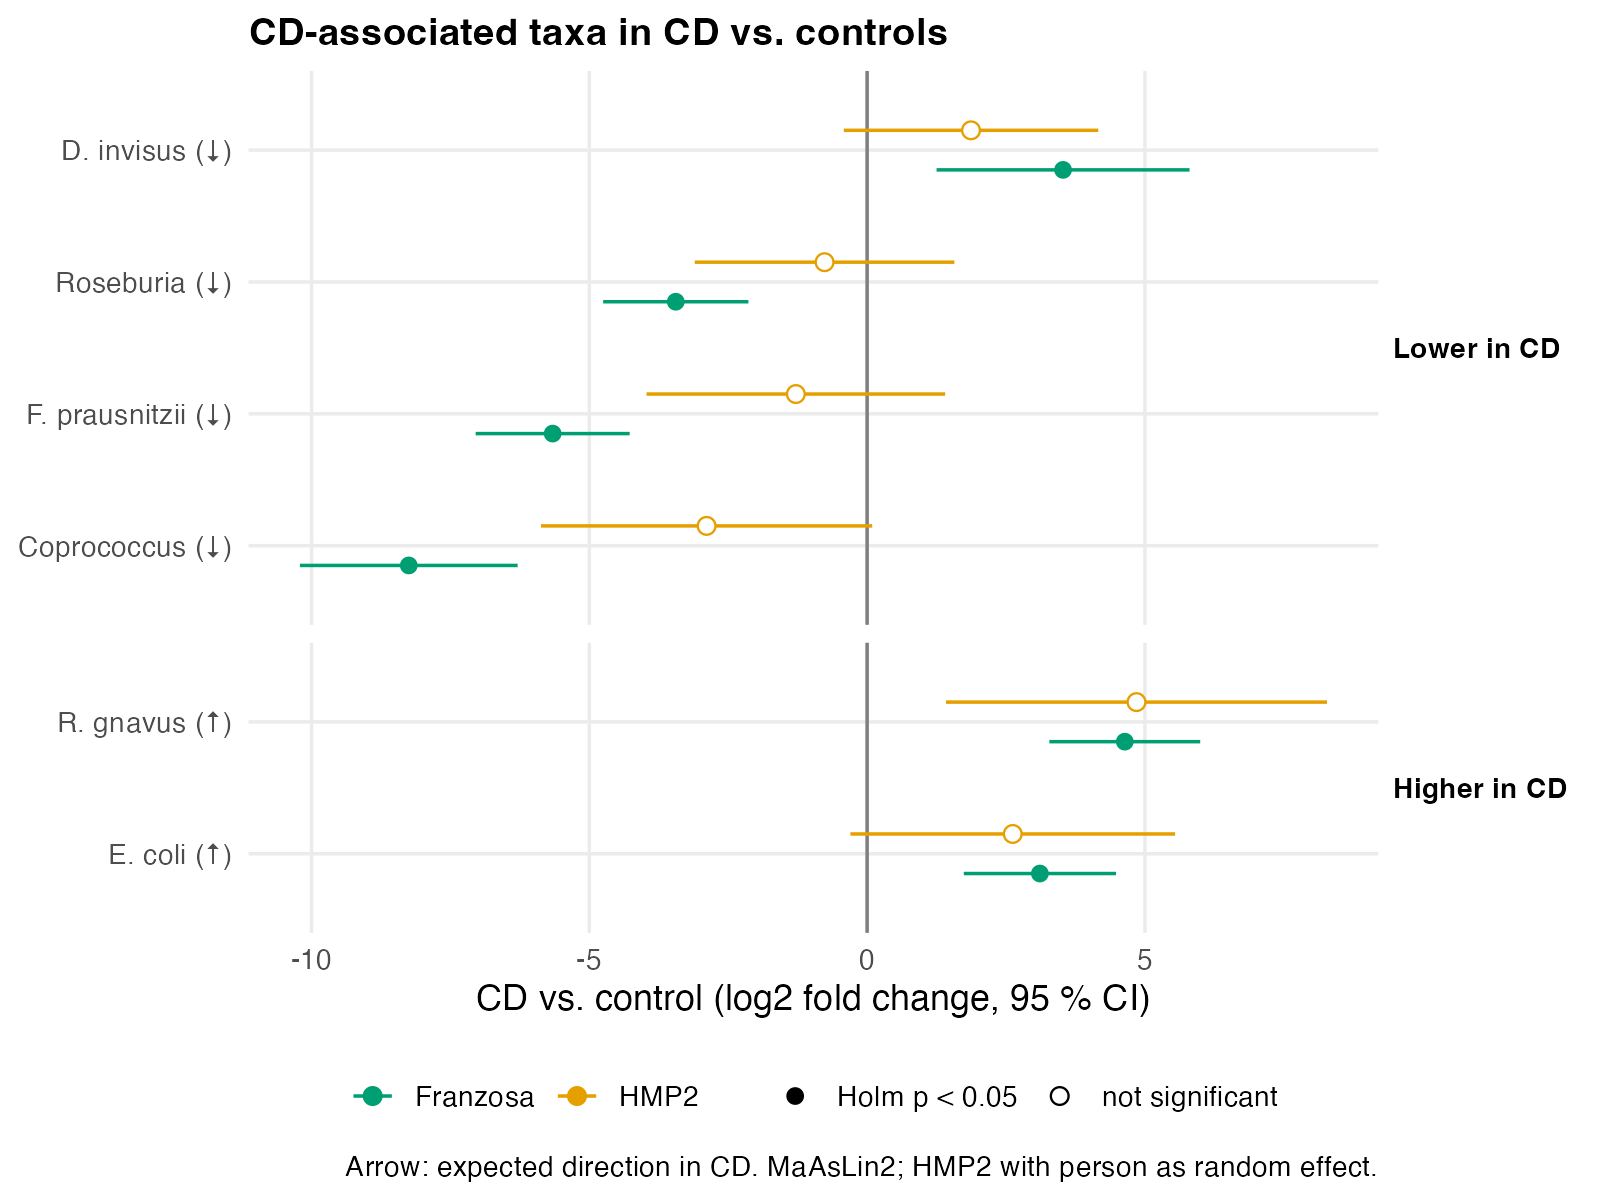 CD-associated taxa in CD vs. controls
D. invisus (↓)
Roseburia (↓)
F. prausnitzii (↓)
Coprococcus (↓)
Lower in CD
R. gnavus (↑)
E. coli (↑)
Higher in CD
-10 -5 0 5
CD vs. control (log2 fold change, 95 % CI)
Franzosa HMP2 Holm p < 0.05 not significant
Arrow: expected direction in CD. MaAsLin2; HMP2 with person as random effect.